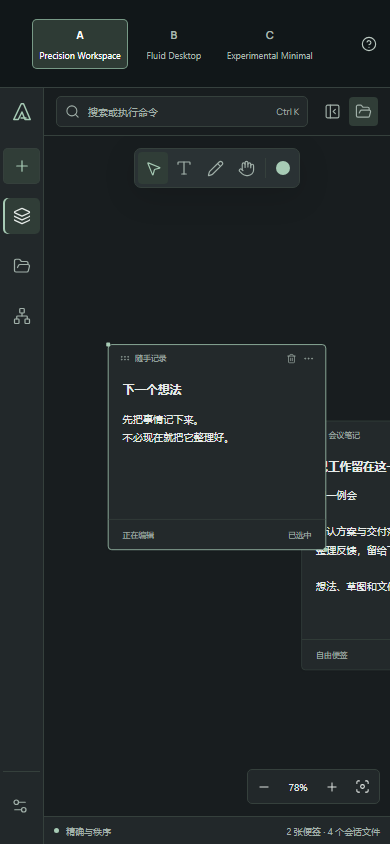 A
Precision Workspace
B
Fluid Desktop
C
Experimental Minimal
搜索或执行命令
Ctrl K
随手记录
下一个想法
先把事情记下来。
不必现在就把它整理好。
正在编辑
已选中
会议笔记
工作留在这一
一例会
认方案与交付
整理反馈，留给
想法、草图和文
自由便签
78%
精确与秩序
2 张便签 · 4 个会话文件